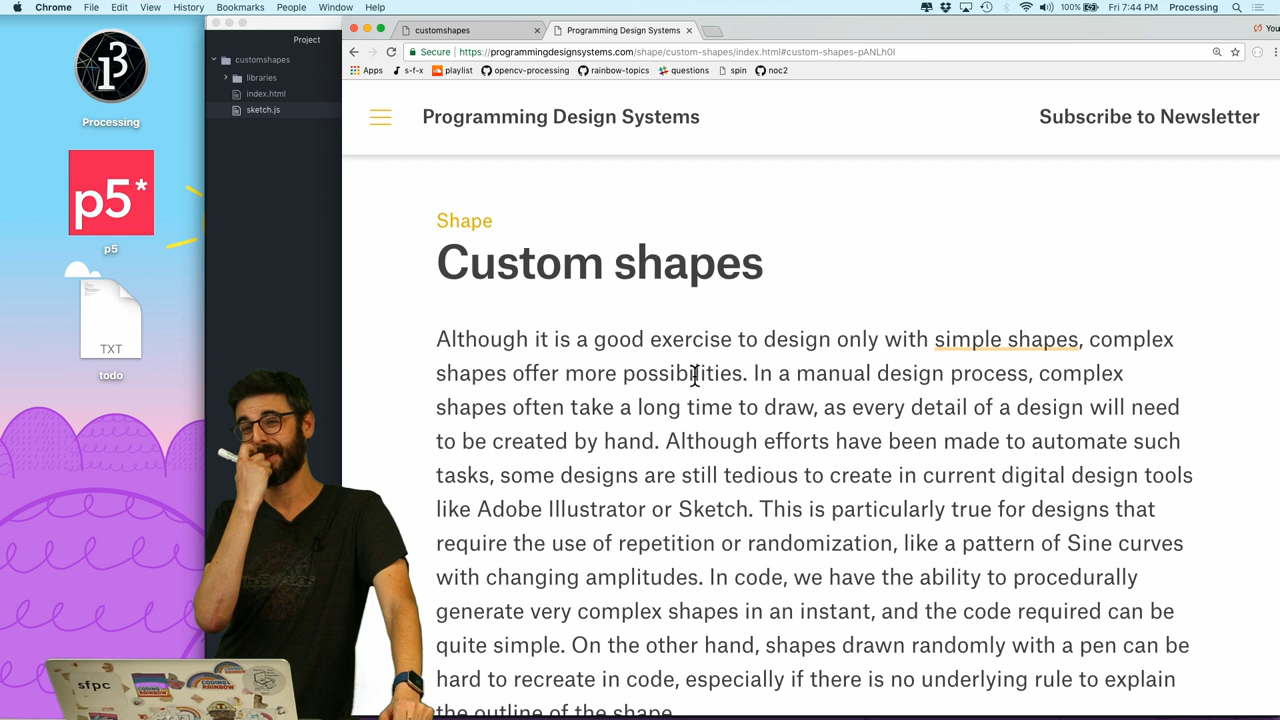 Chrome File Edit View History Bookmarks People Window Help 100% Fri 7:44 PM Processing
customshapes
Programming Design Systems
Project
Secure https://programmingdesignsystems.com/shape/custom-shapes/index.html#custom-shapes-pANLh0l
Apps s-f-x playlist opencv-processing rainbow-topics questions spin noc2
customshapes
libraries
index.html
sketch.js
Processing
p5*
p5
TXT
todo
Programming Design Systems
Subscribe to Newsletter
Shape
Custom shapes
Although it is a good exercise to design only with simple shapes, complex
shapes offer more possibilities. In a manual design process, complex
shapes often take a long time to draw, as every detail of a design will need
to be created by hand. Although efforts have been made to automate such
tasks, some designs are still tedious to create in current digital design tools
like Adobe Illustrator or Sketch. This is particularly true for designs that
require the use of repetition or randomization, like a pattern of Sine curves
with changing amplitudes. In code, we have the ability to procedurally
generate very complex shapes in an instant, and the code required can be
quite simple. On the other hand, shapes drawn randomly with a pen can be
hard to recreate in code, especially if there is no underlying rule to explain
the outline of the shape.
sfpc
CODING
RAINBOW
CODING
RAINBOW